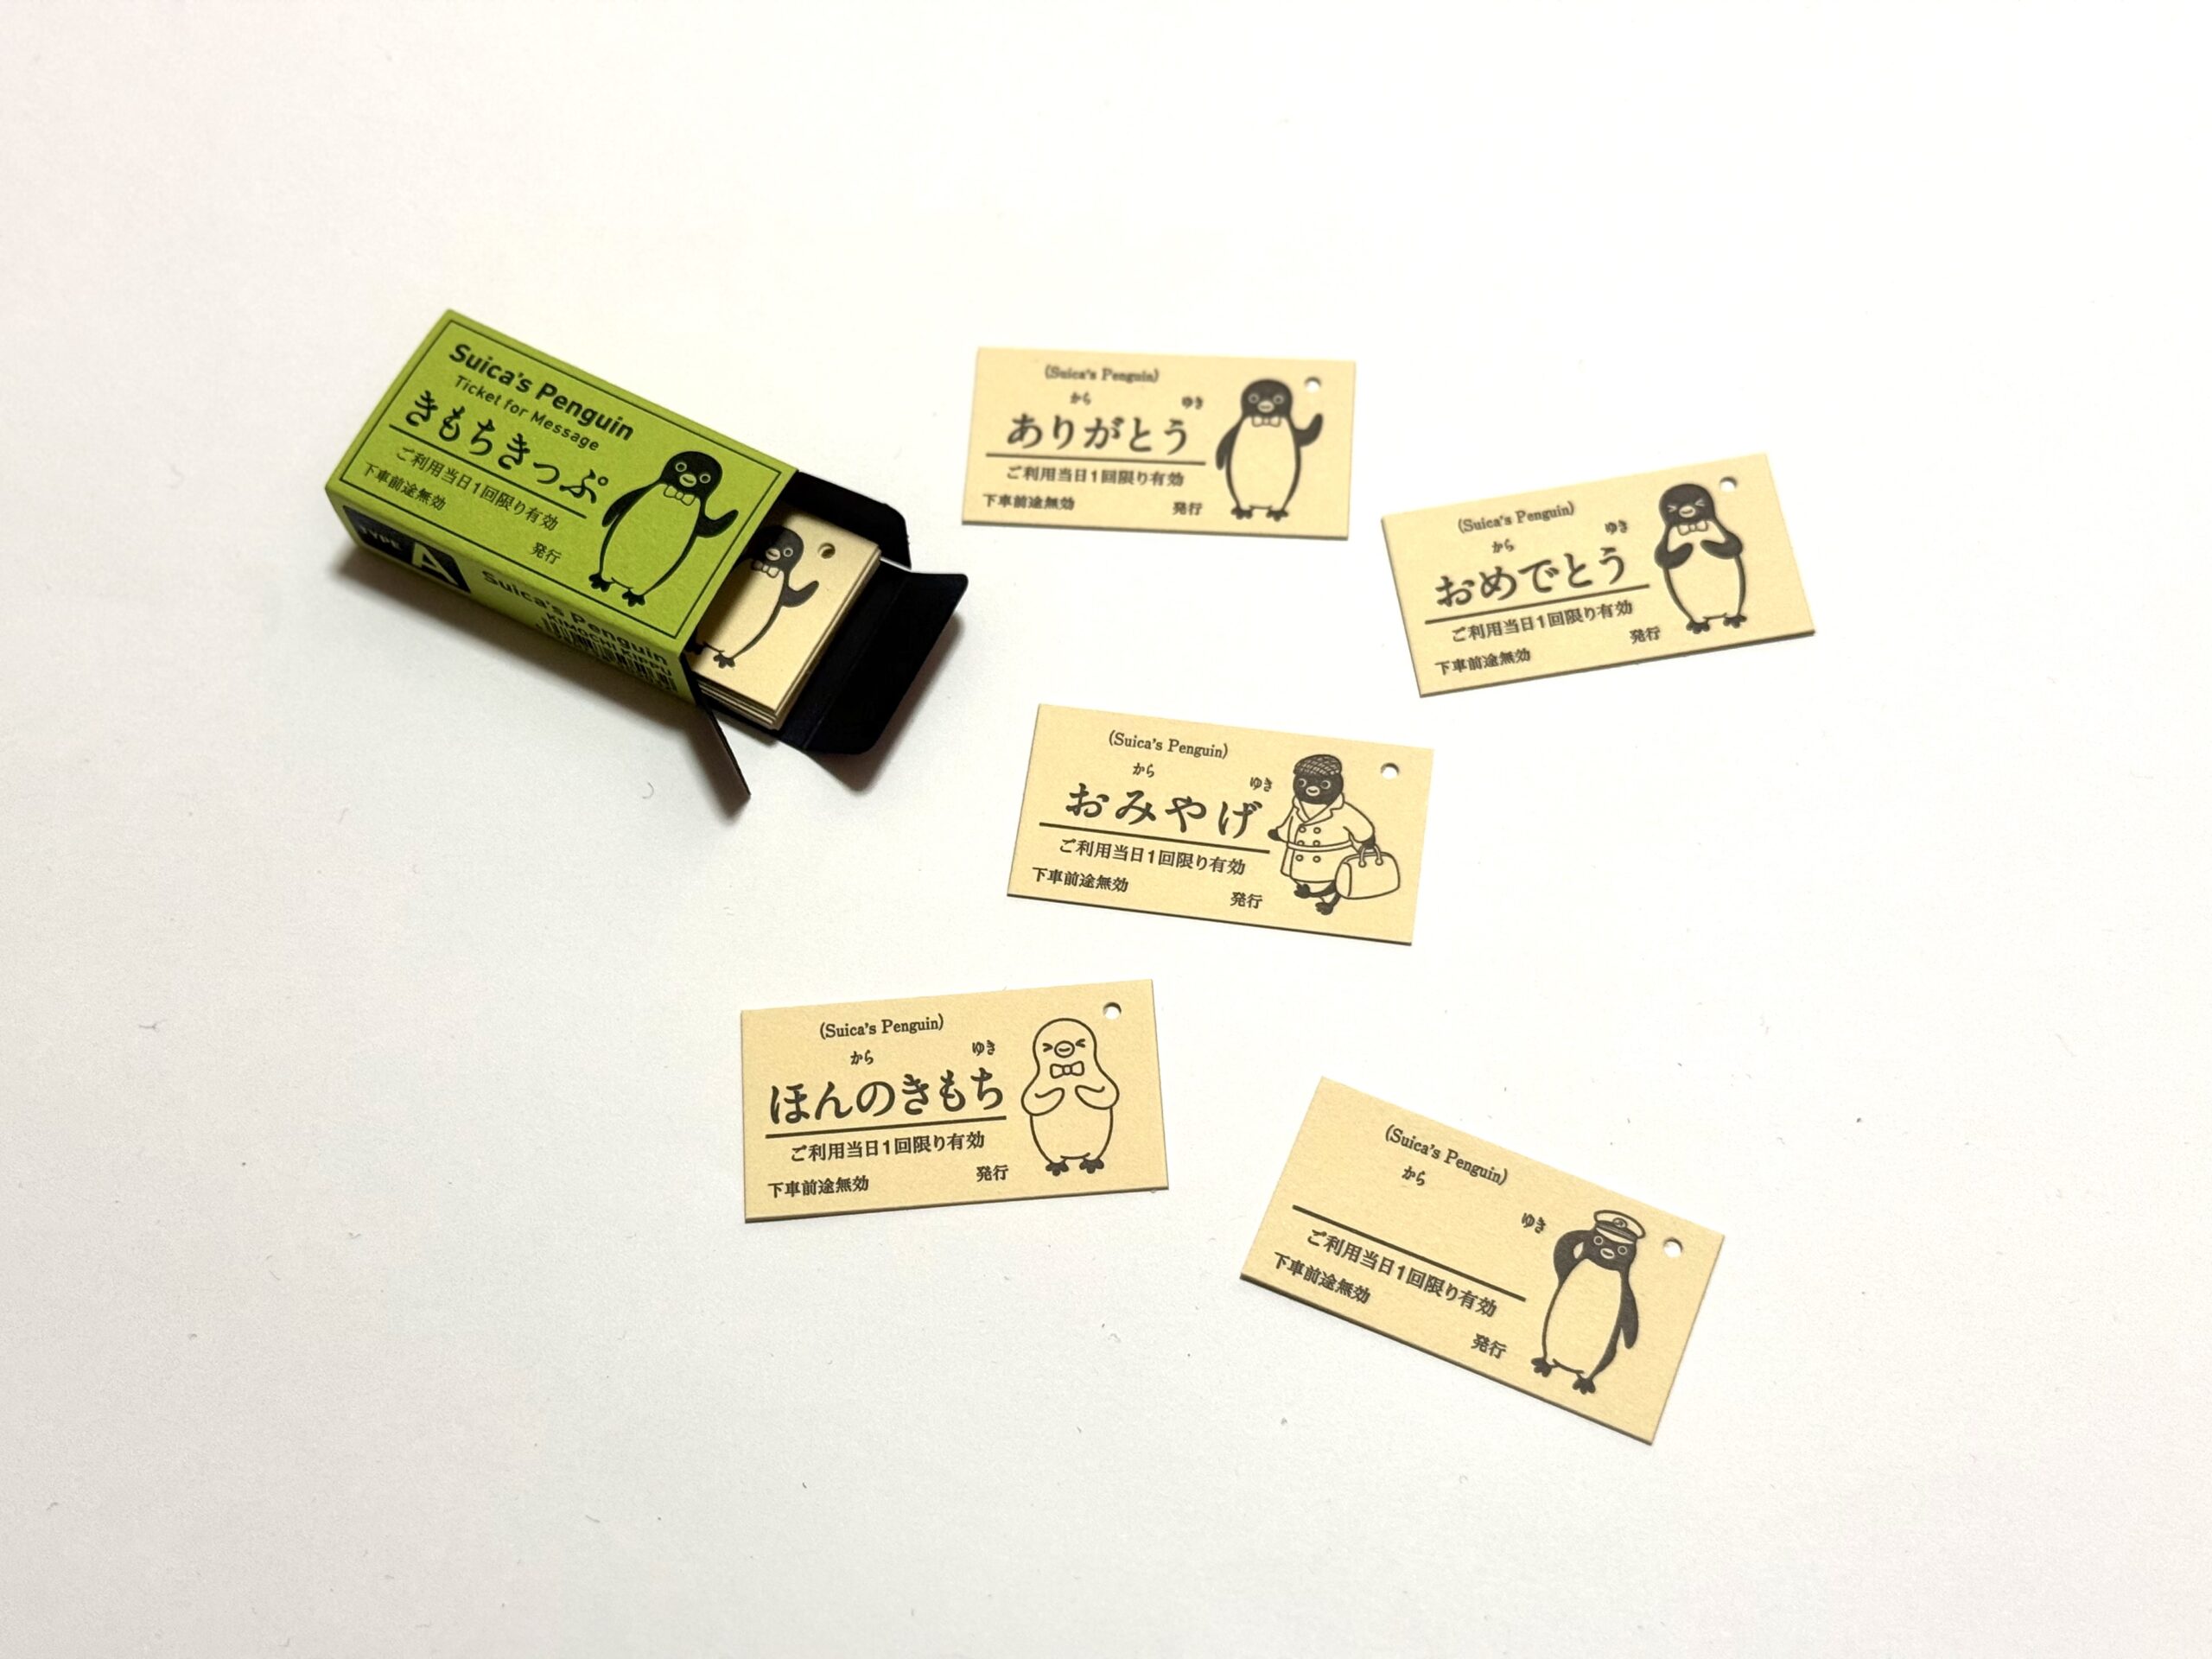 Suica's Penguin
Ticket for Message
きもちきっぷ
ご利用当日1回限り有効
下車前途無効
発行
TYPE A
Suica's Penguin
KIMOCHI KIPPU
(Suica's Penguin)
から ゆき
ありがとう
ご利用当日1回限り有効
下車前途無効 発行
(Suica's Penguin)
から ゆき
おめでとう
ご利用当日1回限り有効
下車前途無効 発行
(Suica's Penguin)
から ゆき
おみやげ
ご利用当日1回限り有効
下車前途無効 発行
(Suica's Penguin)
から ゆき
ほんのきもち
ご利用当日1回限り有効
下車前途無効 発行
(Suica's Penguin)
から
ゆき
ご利用当日1回限り有効
下車前途無効
発行